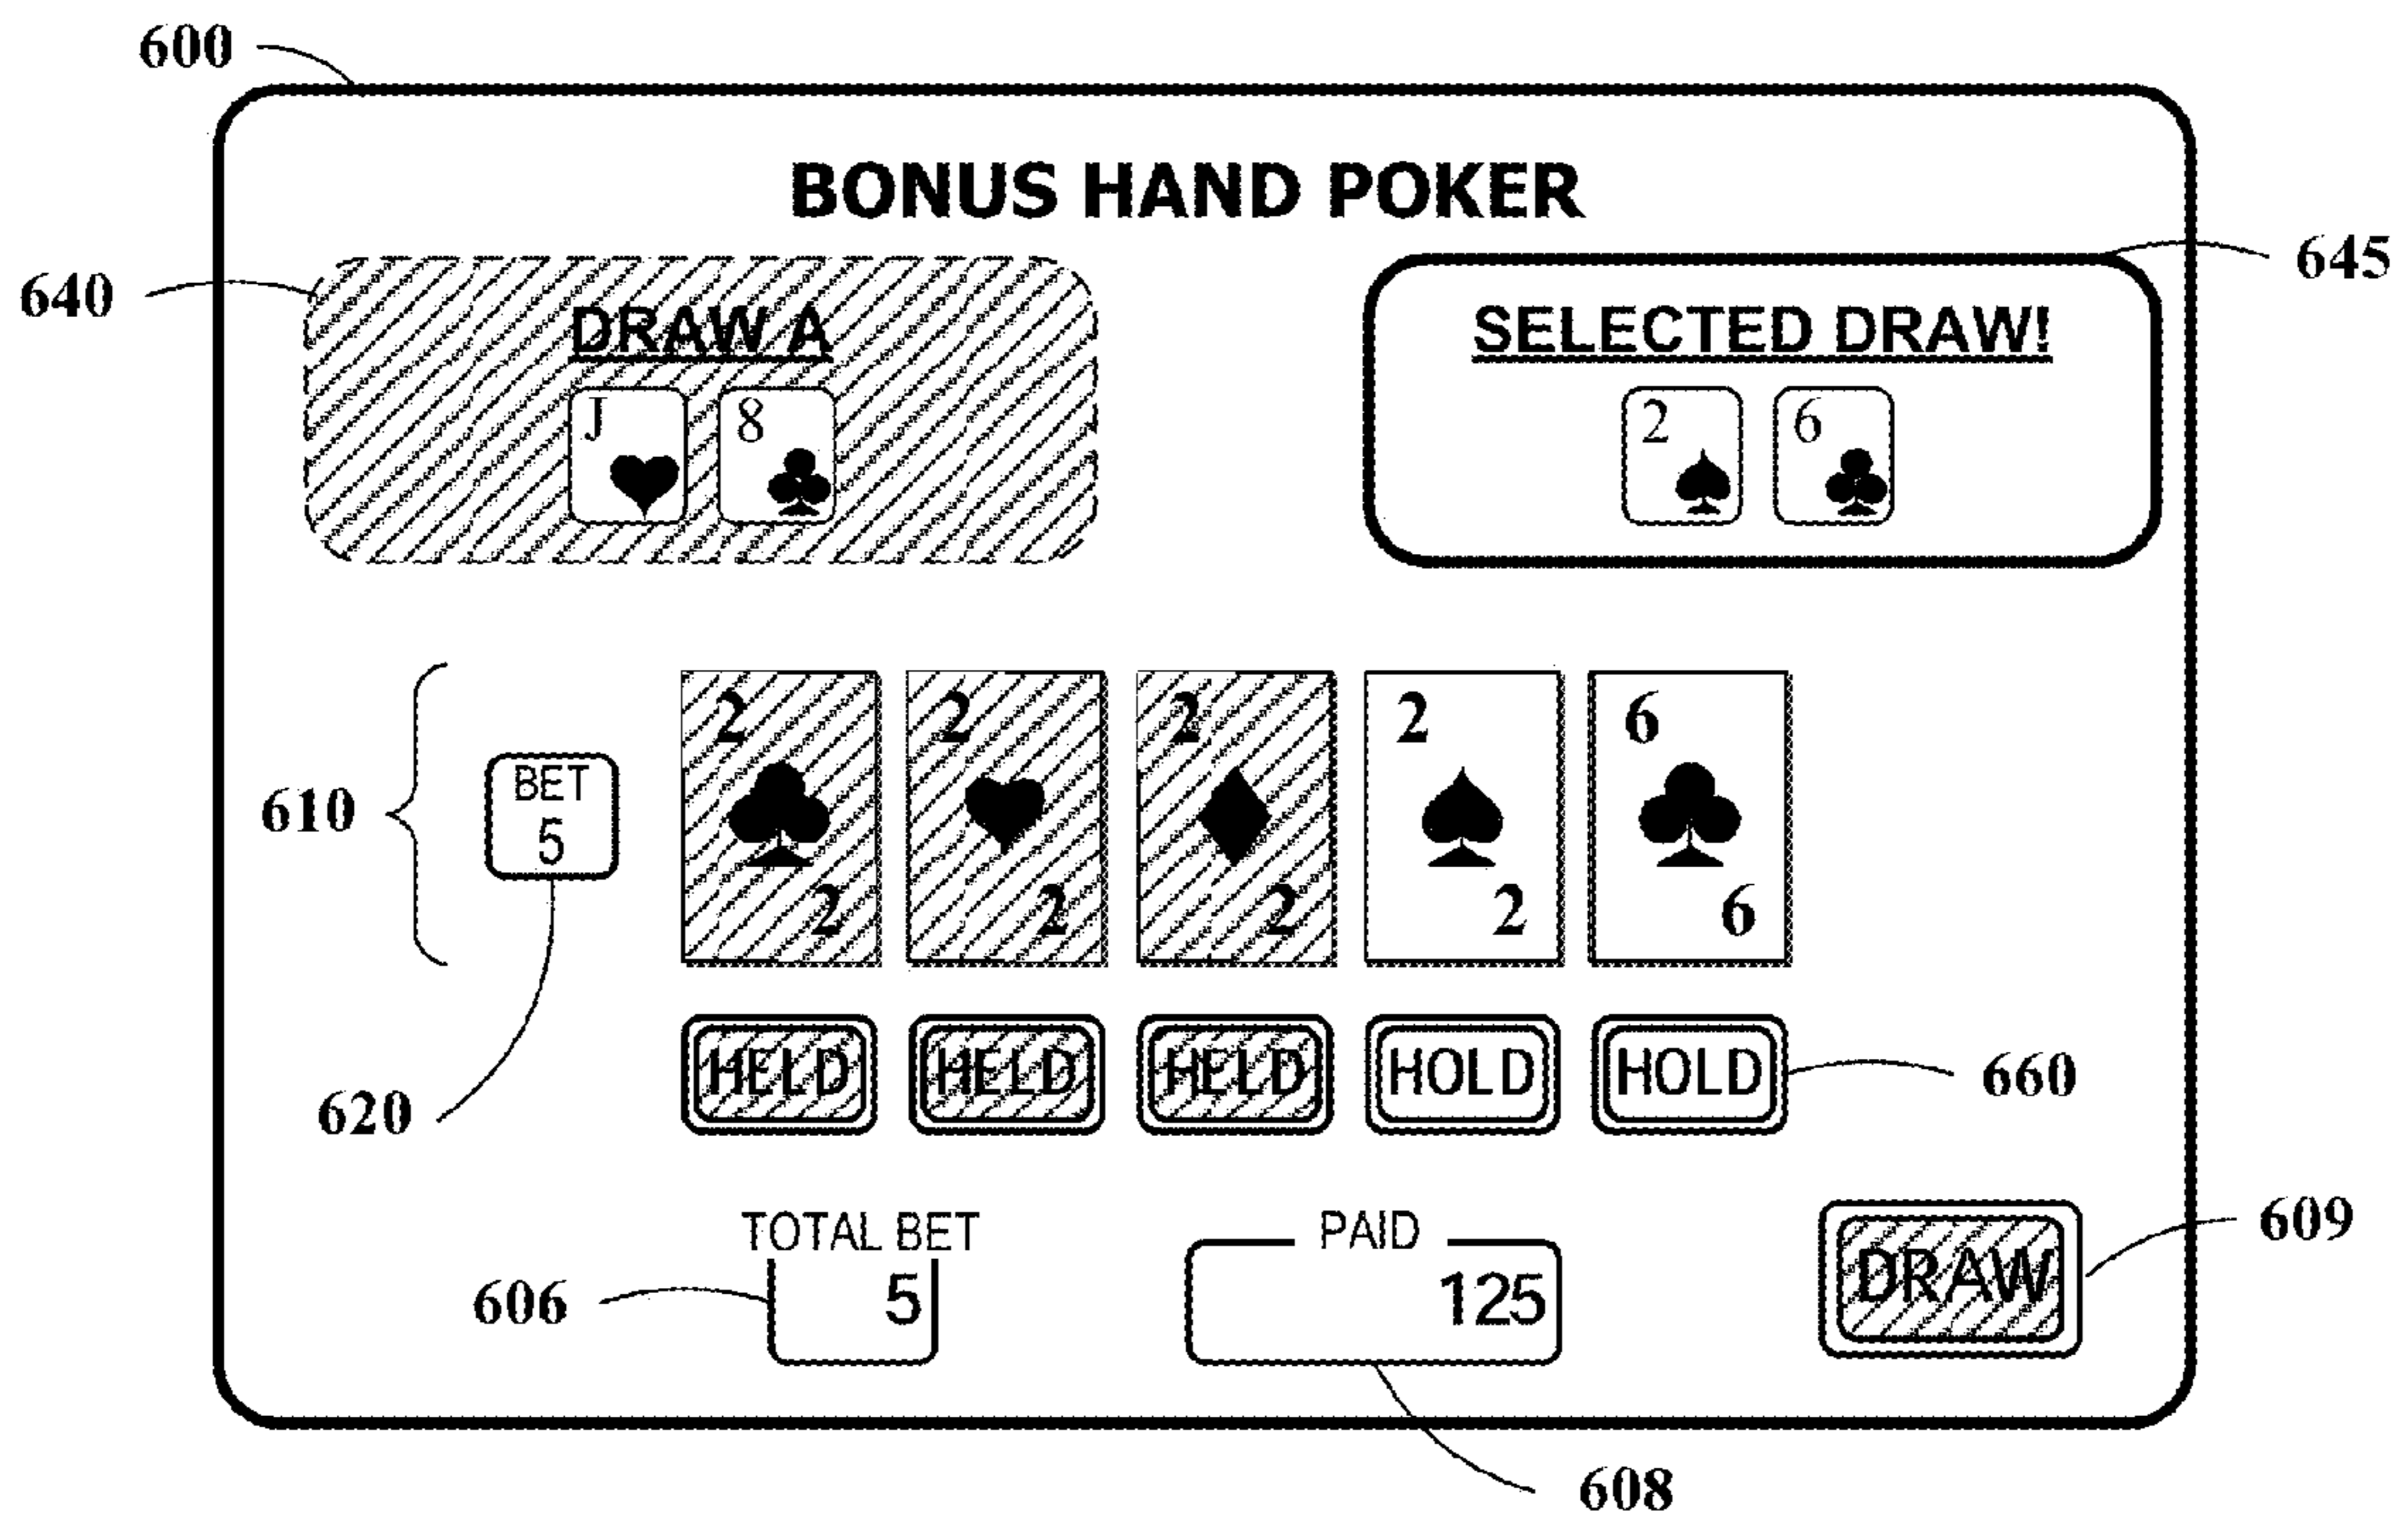 600
BONUS HAND POKER
640
645
DRAW A
SELECTED DRAW!
J 8
2 6
2 2 2 2 6
610
BET
5
2 2 2 2 6
620
HELD HELD HELD HOLD HOLD
660
TOTAL BET
PAID
609
606
5
125
DRAW
608